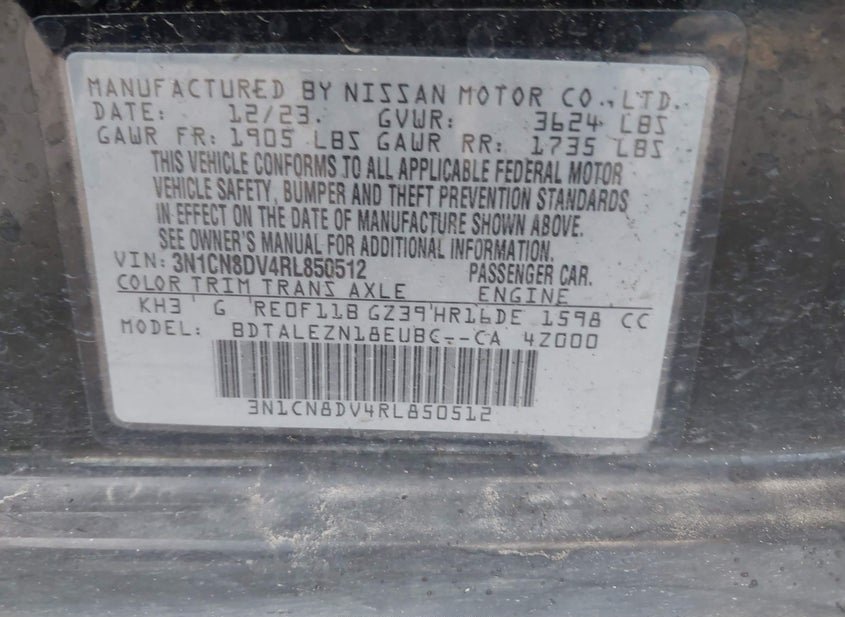 MANUFACTURED BY NISSAN MOTOR CO.,LTD.
DATE: 12/23. GVWR: 3624 LBS
GAWR FR: 1905 LBS GAWR RR: 1735 LBS
THIS VEHICLE CONFORMS TO ALL APPLICABLE FEDERAL MOTOR
VEHICLE SAFETY, BUMPER AND THEFT PREVENTION STANDARDS
IN EFFECT ON THE DATE OF MANUFACTURE SHOWN ABOVE.
SEE OWNER'S MANUAL FOR ADDITIONAL INFORMATION.
VIN: 3N1CN8DV4RL850512 PASSENGER CAR.
COLOR TRIM TRANS AXLE ENGINE
KH3 G RE0F11B GZ39 HR16DE 1598 CC
MODEL: BDTALEZN18EUBC--CA 4Z000
3N1CN8DV4RL850512